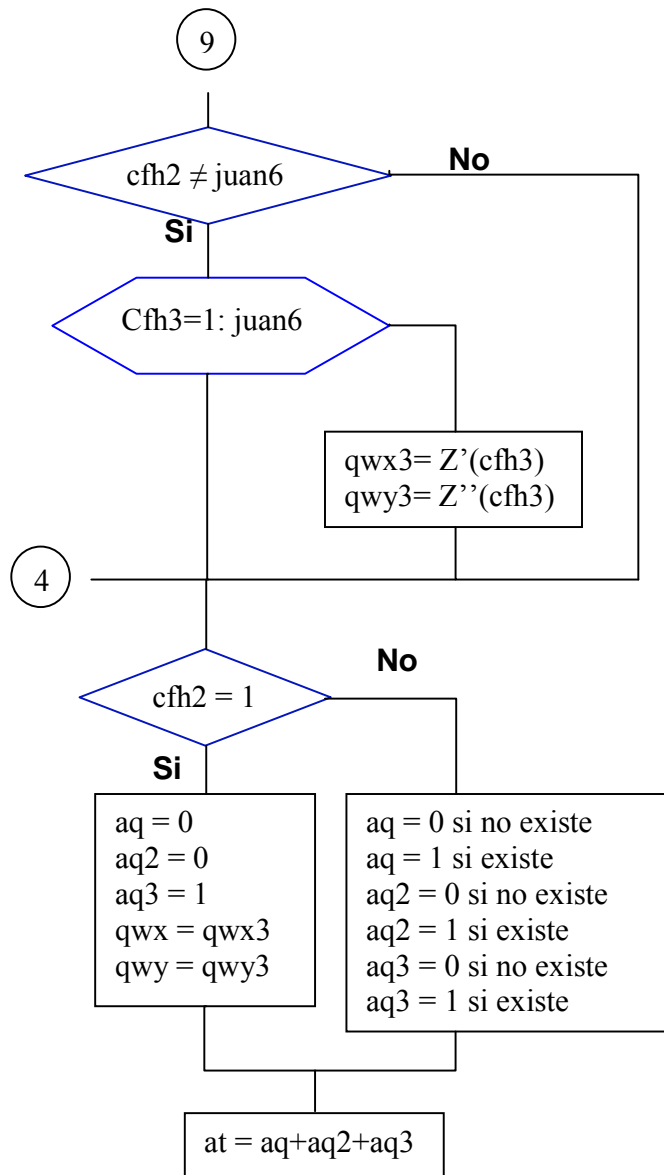 9
cfh2 ≠ juan6
No
Si
Cfh3=1: juan6
qwx3= Z’(cfh3)
qwy3= Z’’(cfh3)
4
cfh2 = 1
No
Si
aq = 0
aq2 = 0
aq3 = 1
qwx = qwx3
qwy = qwy3
aq = 0 si no existe
aq = 1 si existe
aq2 = 0 si no existe
aq2 = 1 si existe
aq3 = 0 si no existe
aq3 = 1 si existe
at = aq+aq2+aq3